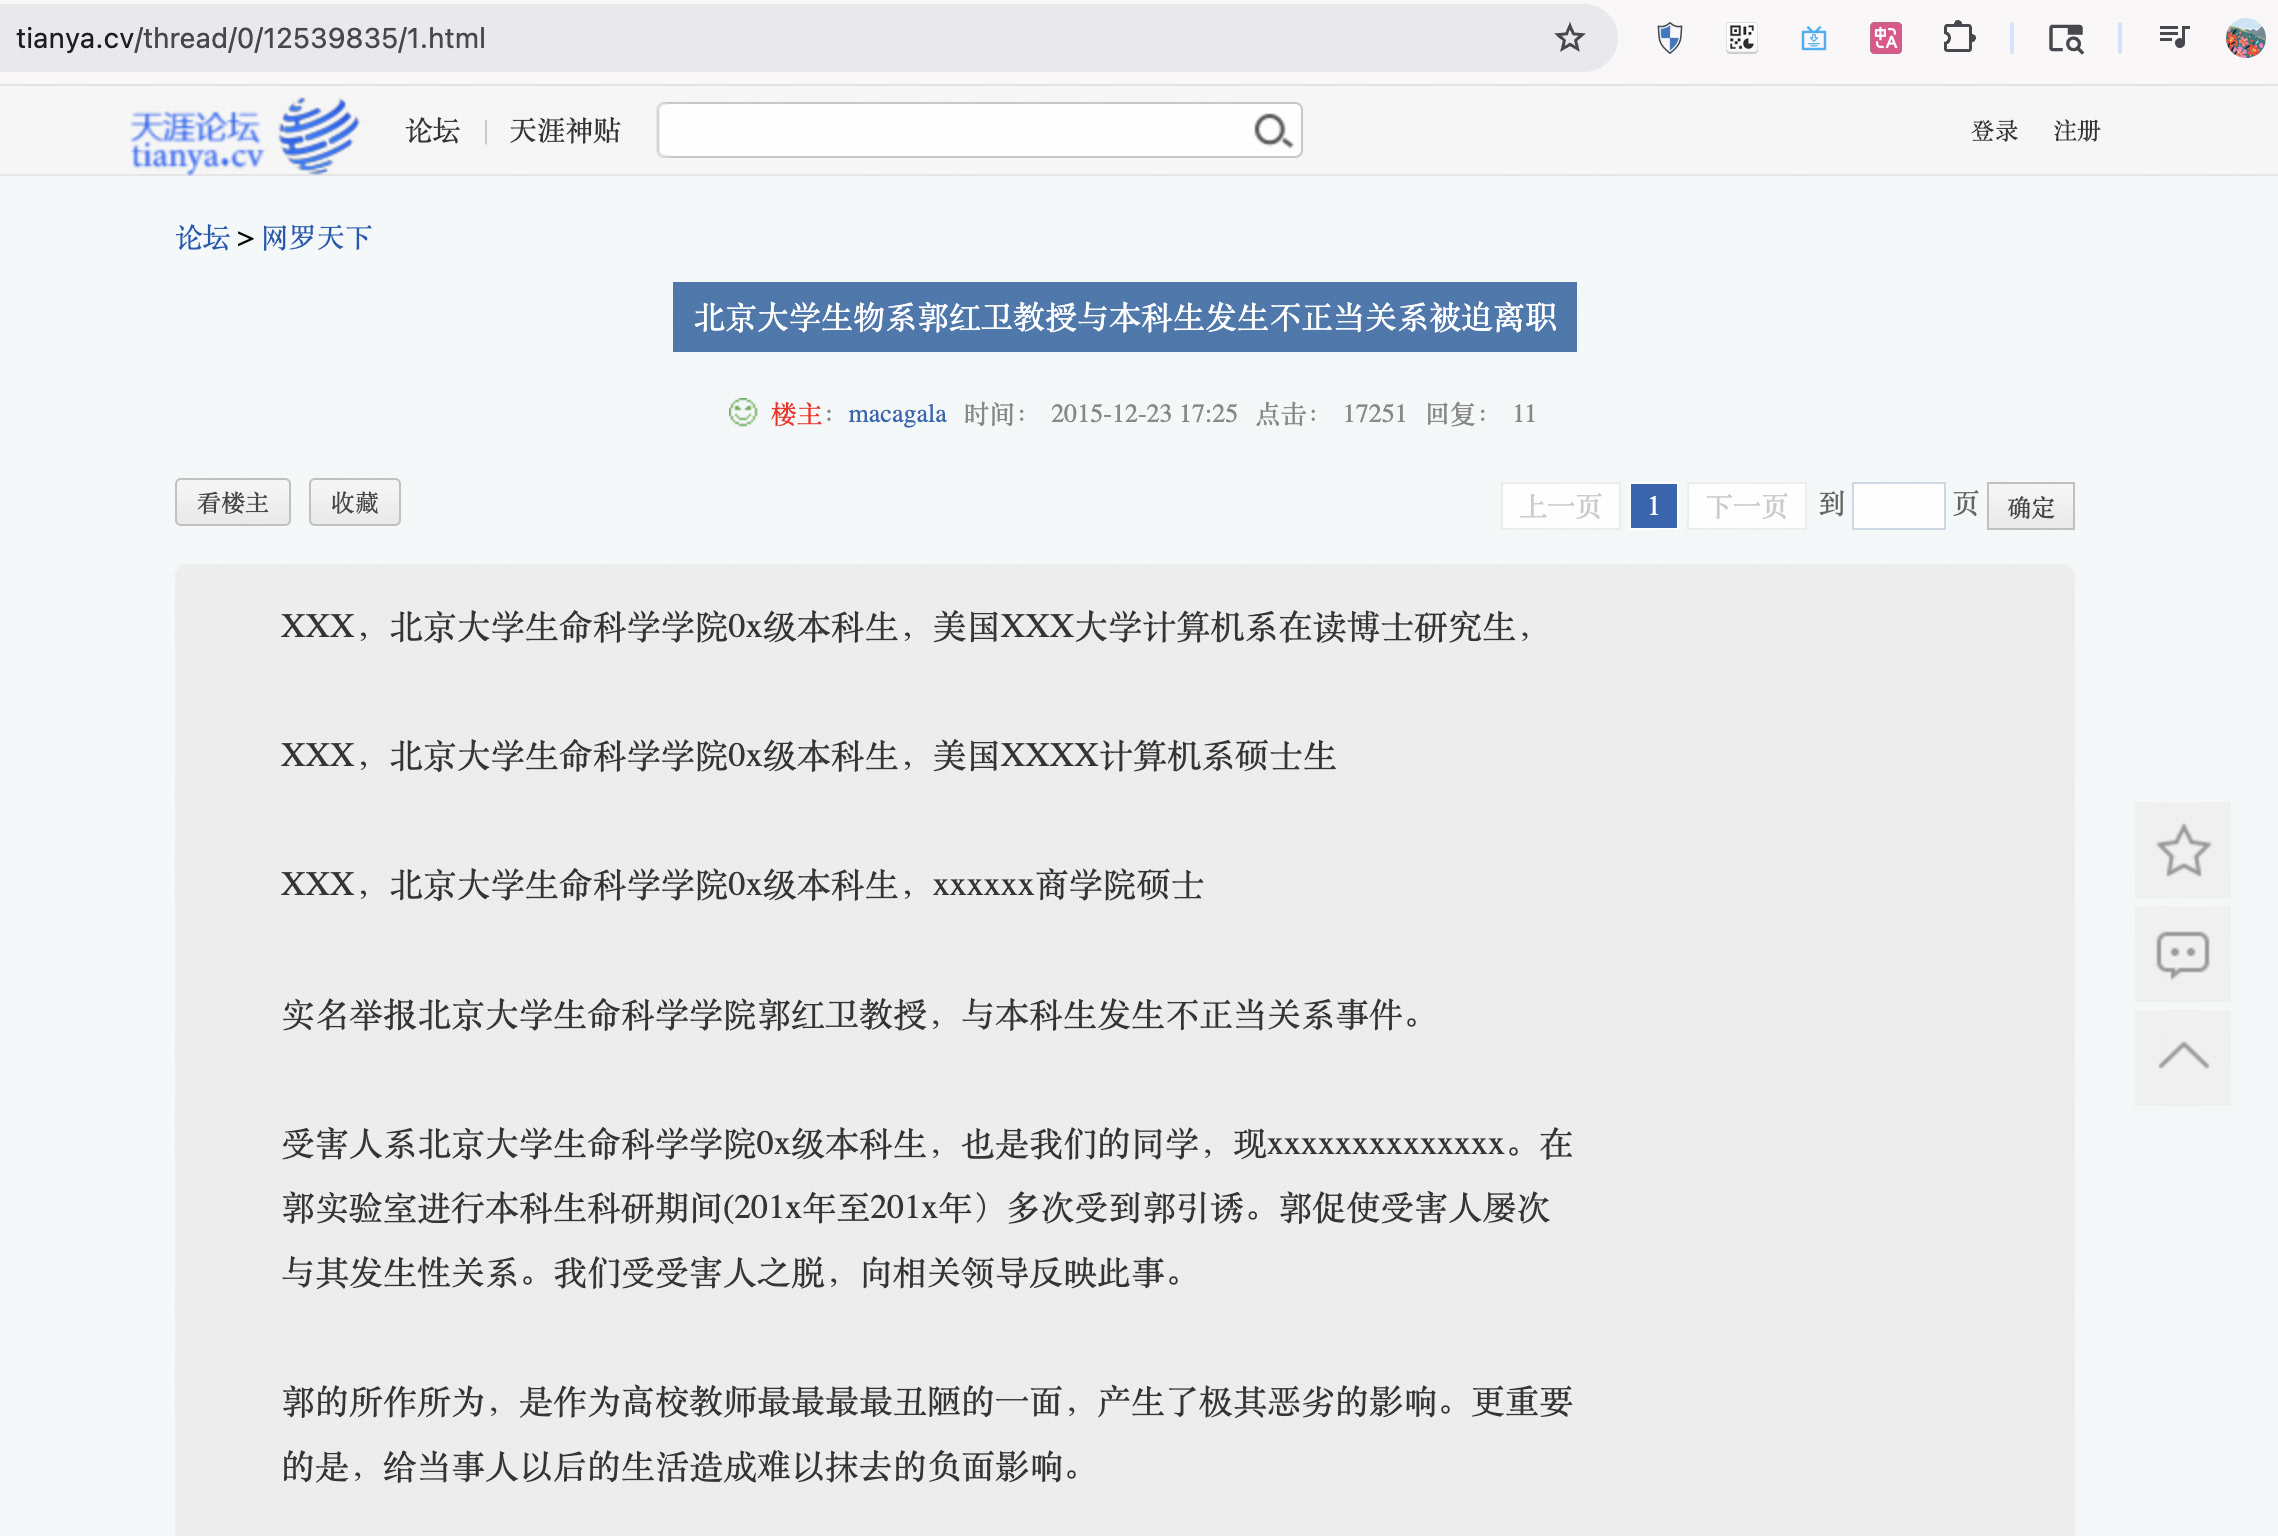 tianya.cv/thread/0/12539835/1.html
天涯论坛
tianya.cv
论坛 | 天涯神贴
登录 注册
论坛 > 网罗天下
北京大学生物系郭红卫教授与本科生发生不正当关系被迫离职
楼主： macagala 时间： 2015-12-23 17:25 点击： 17251 回复： 11
看楼主 收藏
上一页 1 下一页 到 页 确定
XXX，北京大学生命科学学院0x级本科生，美国XXX大学计算机系在读博士研究生，
XXX，北京大学生命科学学院0x级本科生，美国XXXX计算机系硕士生
XXX，北京大学生命科学学院0x级本科生，xxxxxx商学院硕士
实名举报北京大学生命科学学院郭红卫教授，与本科生发生不正当关系事件。
受害人系北京大学生命科学学院0x级本科生，也是我们的同学，现xxxxxxxxxxxxxx。在
郭实验室进行本科生科研期间(201x年至201x年）多次受到郭引诱。郭促使受害人屡次
与其发生性关系。我们受受害人之脱，向相关领导反映此事。
郭的所作所为，是作为高校教师最最最最丑陋的一面，产生了极其恶劣的影响。更重要
的是，给当事人以后的生活造成难以抹去的负面影响。